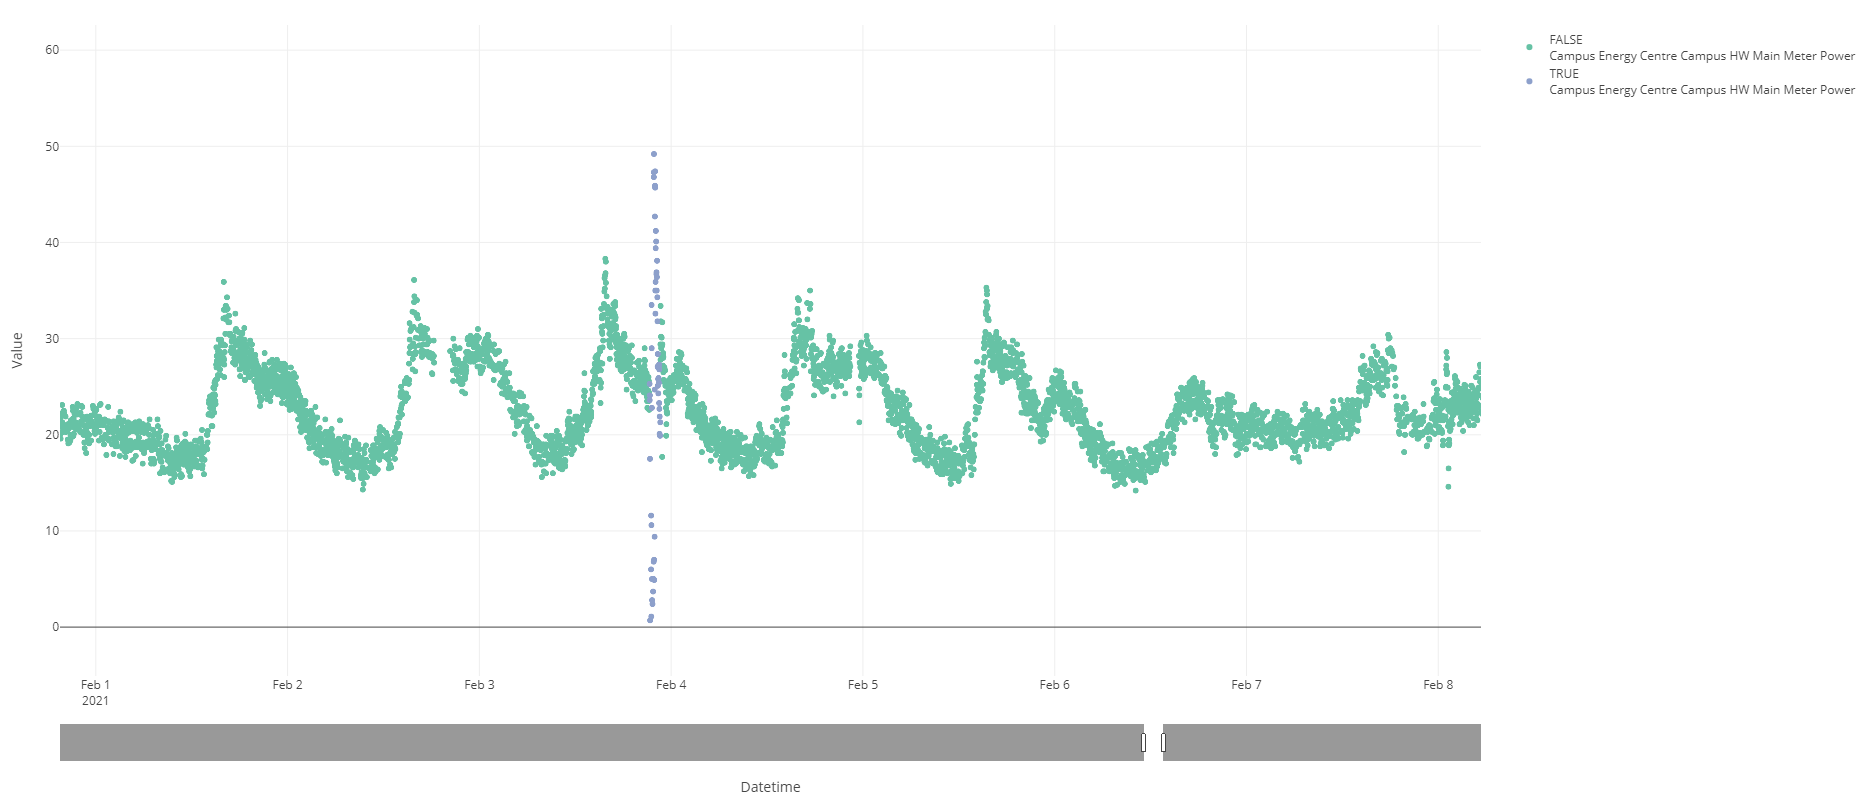 60
50
40
30
20
10
0
Value
Feb 1
2021
Feb 2
Feb 3
Feb 4
Feb 5
Feb 6
Feb 7
Feb 8
Datetime
FALSE
Campus Energy Centre Campus HW Main Meter Power
TRUE
Campus Energy Centre Campus HW Main Meter Power